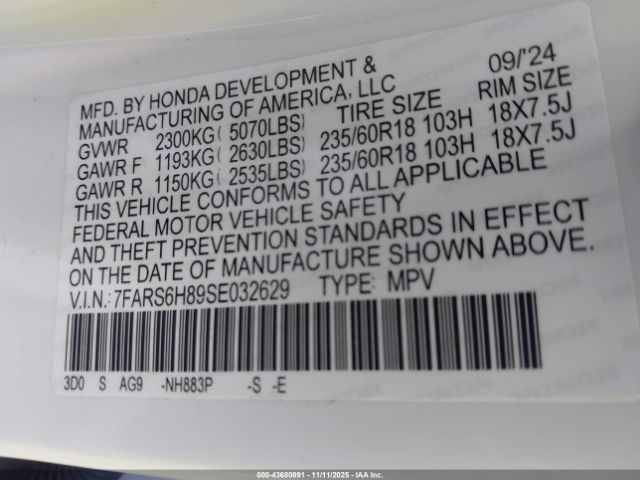 MFD. BY HONDA DEVELOPMENT & 09/'24
MANUFACTURING OF AMERICA, LLC TIRE SIZE RIM SIZE
GVWR 2300KG( 5070LBS)
GAWR F 1193KG( 2630LBS) 235/60R18 103H 18X7.5J
GAWR R 1150KG( 2535LBS) 235/60R18 103H 18X7.5J
THIS VEHICLE CONFORMS TO ALL APPLICABLE
FEDERAL MOTOR VEHICLE SAFETY
AND THEFT PREVENTION STANDARDS IN EFFECT
ON THE DATE OF MANUFACTURE SHOWN ABOVE.
V.I.N.: 7FARS6H89SE032629 TYPE: MPV
3D0 S AG9 -NH883P -S -E
000-43680891 - 11/11/2025 - IAA Inc.